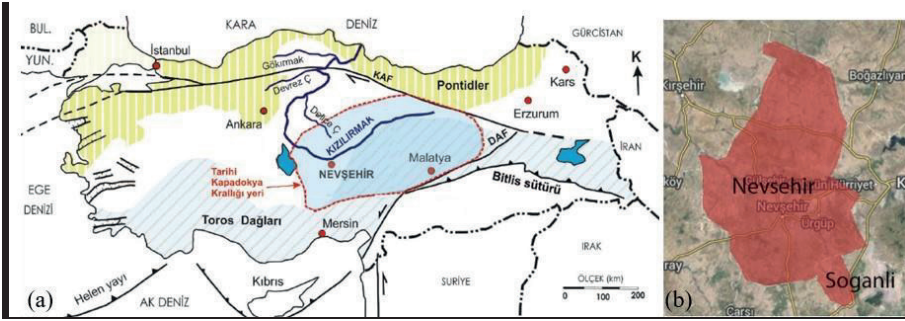 BUL.
YUN.
KARA DENİZ
GÜRCİSTAN
İstanbul
Gökırmak
KAF
Pontidler
Kars
K
Devrez Ç
Ankara
Delice Ç.
Erzurum
KIZILIRMAK
DAF
İRAN
NEVŞEHİR
Malatya
EGE
DENİZİ
Tarihi
Kapadokya
Krallığı yeri
Bitlis sütürü
Toros Dağları
Mersin
IRAK
Helen yayı
Kıbrıs
SURİYE
ÖLÇEK (km)
0 100 200
(a)
AK DENİZ
Kırşehir
Boğazlıyan
Nevsehir
Hürriyet
Nevşehir
Ürgüp
Soganli
(b)